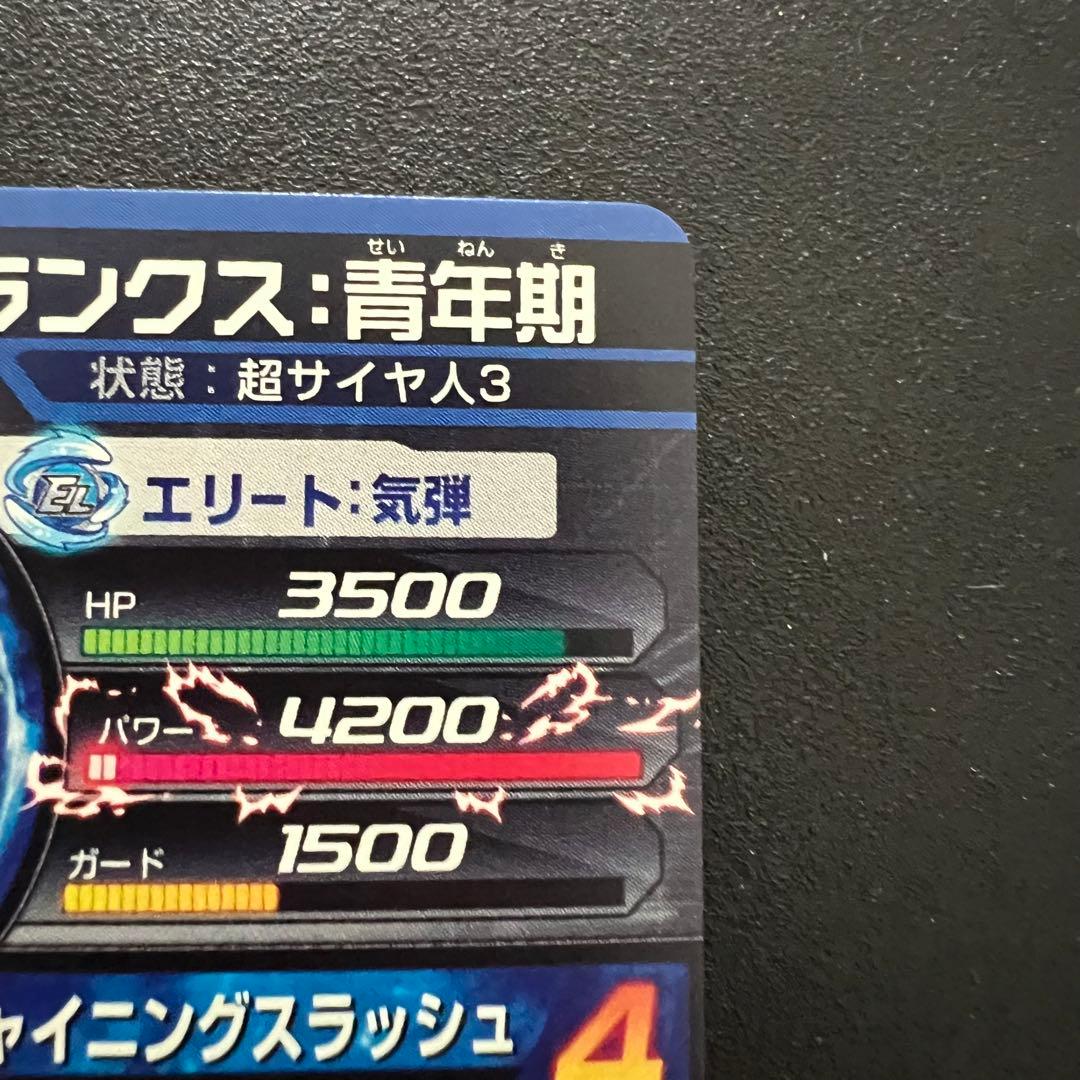 せい ねん き
ランクス：青年期
状態：超サイヤ人3
EL エリート：気弾
HP 3500
パワー 4200
ガード 1500
ャイニングスラッシュ 4